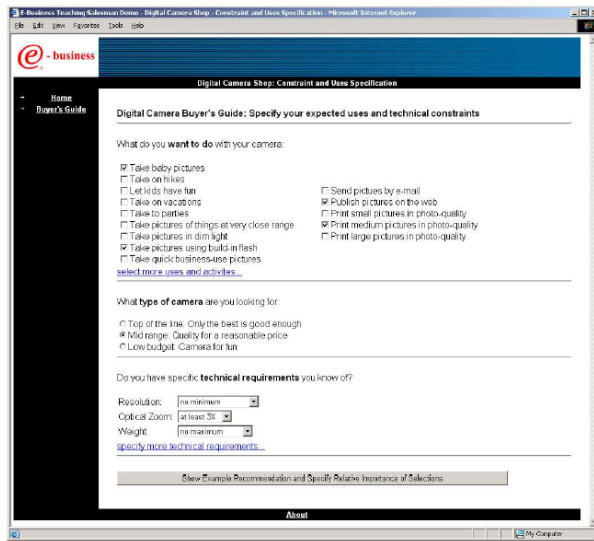 E-Business Teaching Salesman Demo - Digital Camera Shop - Constraint and Uses Specification - Microsoft Internet Explorer
File Edit View Favorites Tools Help
e - business
Digital Camera Shop: Constraint and Uses Specification
Home
Buyer's Guide
Digital Camera Buyer's Guide: Specify your expected uses and technical constraints
What do you want to do with your camera:
Take baby pictures
Take on hikes
Let kids have fun
Send pictues by e-mail
Take on vacations
Publish pictures on the web
Take to parties
Print small pictures in photo-quality
Take pictures of things at very close range
Print medium pictures in photo-quality
Take pictures in dim light
Print large pictures in photo-quality
Take pictures using build-in flash
Take quick business-use pictures
select more uses and activites...
What type of camera are you looking for:
Top of the line: Only the best is good enough
Mid range: Quality for a reasonable price
Low budget: Camera for fun
Do you have specific technical requirements you know of?
Resolution: no minimum
Optical Zoom: at least 3X
Weight no maximum
specify more technical requirements...
Show Example Recommendation and Specify Relative Importance of Selections
About
My Computer